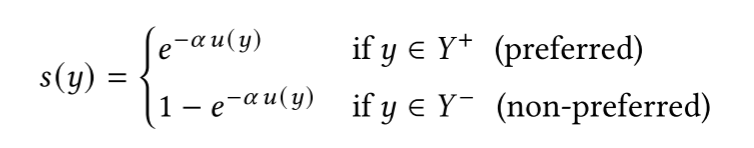 s(y) = { e^{-α u(y)} if y ∈ Y⁺ (preferred)
1 − e^{-α u(y)} if y ∈ Y⁻ (non-preferred)